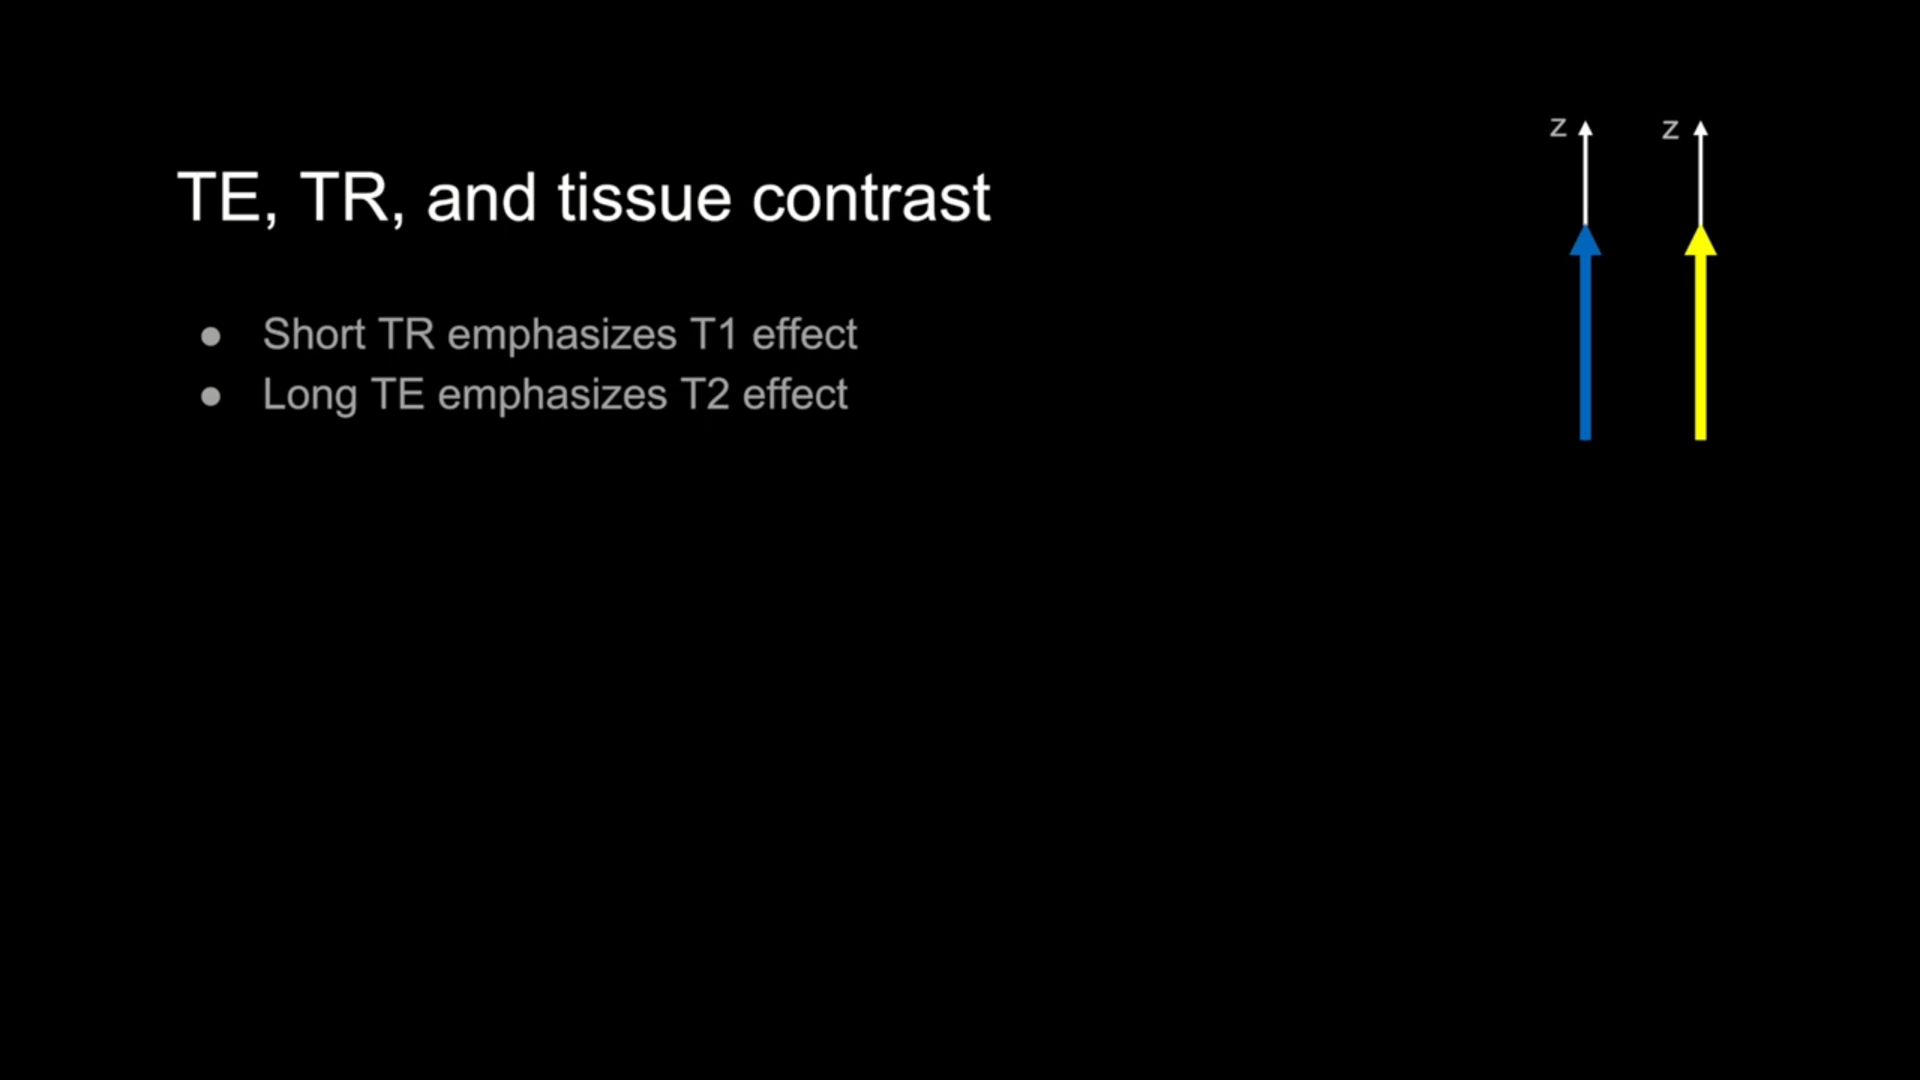 z z
TE, TR, and tissue contrast
● Short TR emphasizes T1 effect
● Long TE emphasizes T2 effect